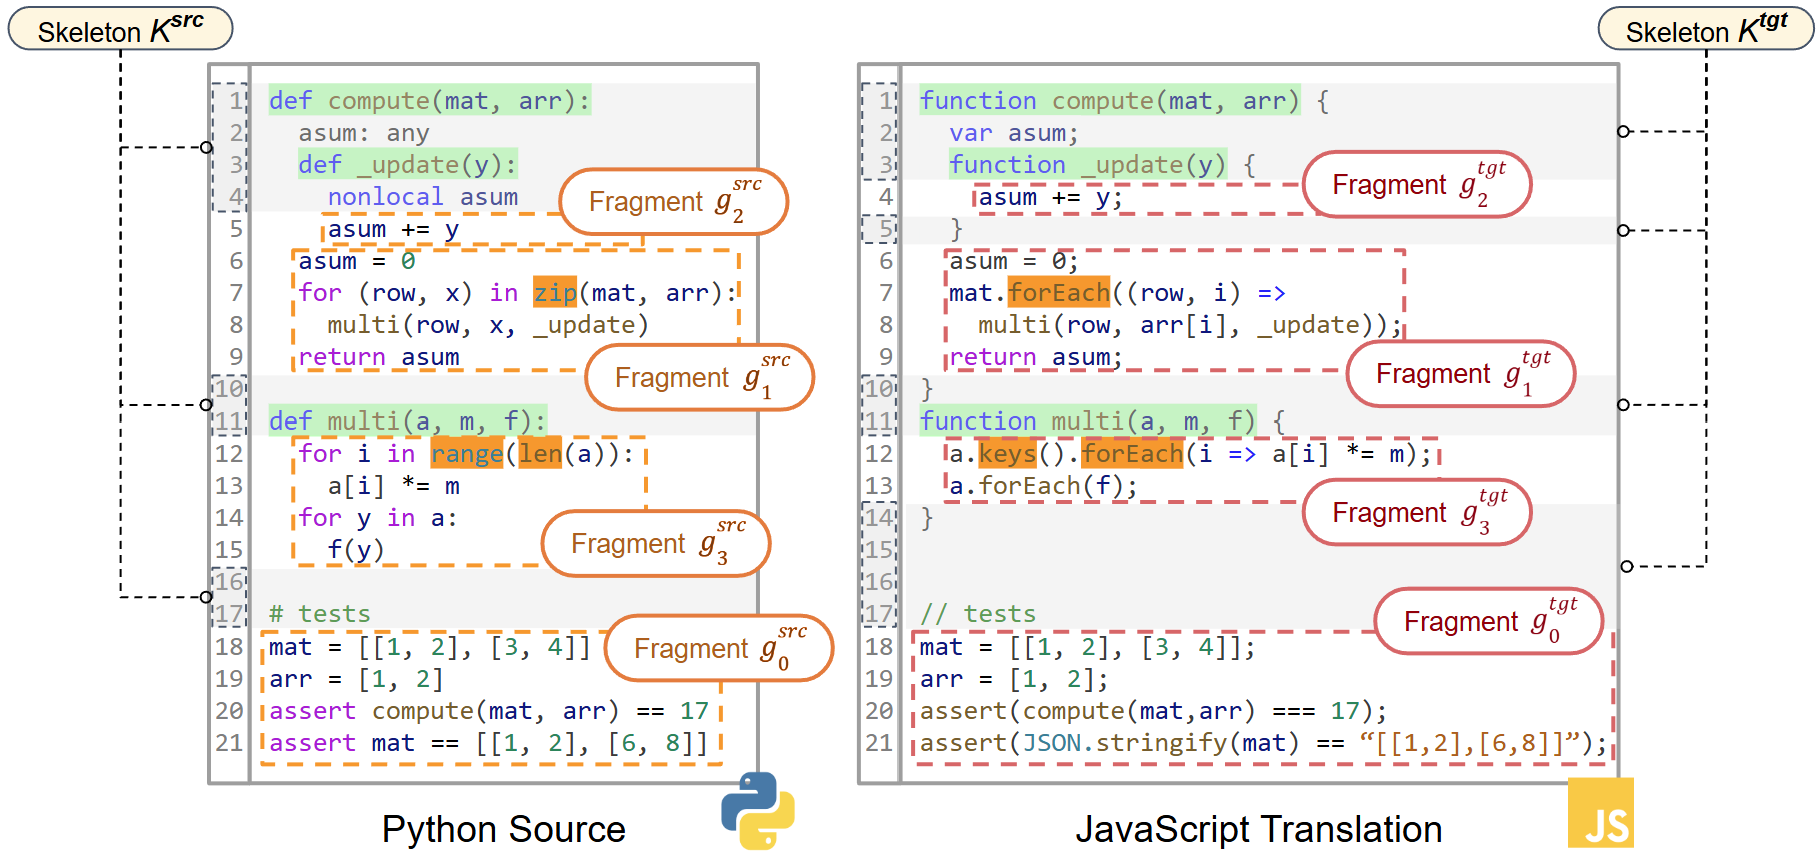 Skeleton K^src
Skeleton K^tgt
1 def compute(mat, arr):
2 asum: any
3 def _update(y):
4 nonlocal asum
5 asum += y
6 asum = 0
7 for (row, x) in zip(mat, arr):
8 multi(row, x, _update)
9 return asum
10
11 def multi(a, m, f):
12 for i in range(len(a)):
13 a[i] *= m
14 for y in a:
15 f(y)
16
17 # tests
18 mat = [[1, 2], [3, 4]]
19 arr = [1, 2]
20 assert compute(mat, arr) == 17
21 assert mat == [[1, 2], [6, 8]]
Fragment g_2^src
Fragment g_1^src
Fragment g_3^src
Fragment g_0^src
Python Source
1 function compute(mat, arr) {
2 var asum;
3 function _update(y) {
4 asum += y;
5 }
6 asum = 0;
7 mat.forEach((row, i) =>
8 multi(row, arr[i], _update));
9 return asum;
10 }
11 function multi(a, m, f) {
12 a.keys().forEach(i => a[i] *= m);
13 a.forEach(f);
14 }
15
16
17 // tests
18 mat = [[1, 2], [3, 4]];
19 arr = [1, 2];
20 assert(compute(mat,arr) === 17);
21 assert(JSON.stringify(mat) == “[[1,2],[6,8]]”);
Fragment g_2^tgt
Fragment g_1^tgt
Fragment g_3^tgt
Fragment g_0^tgt
JavaScript Translation
JS